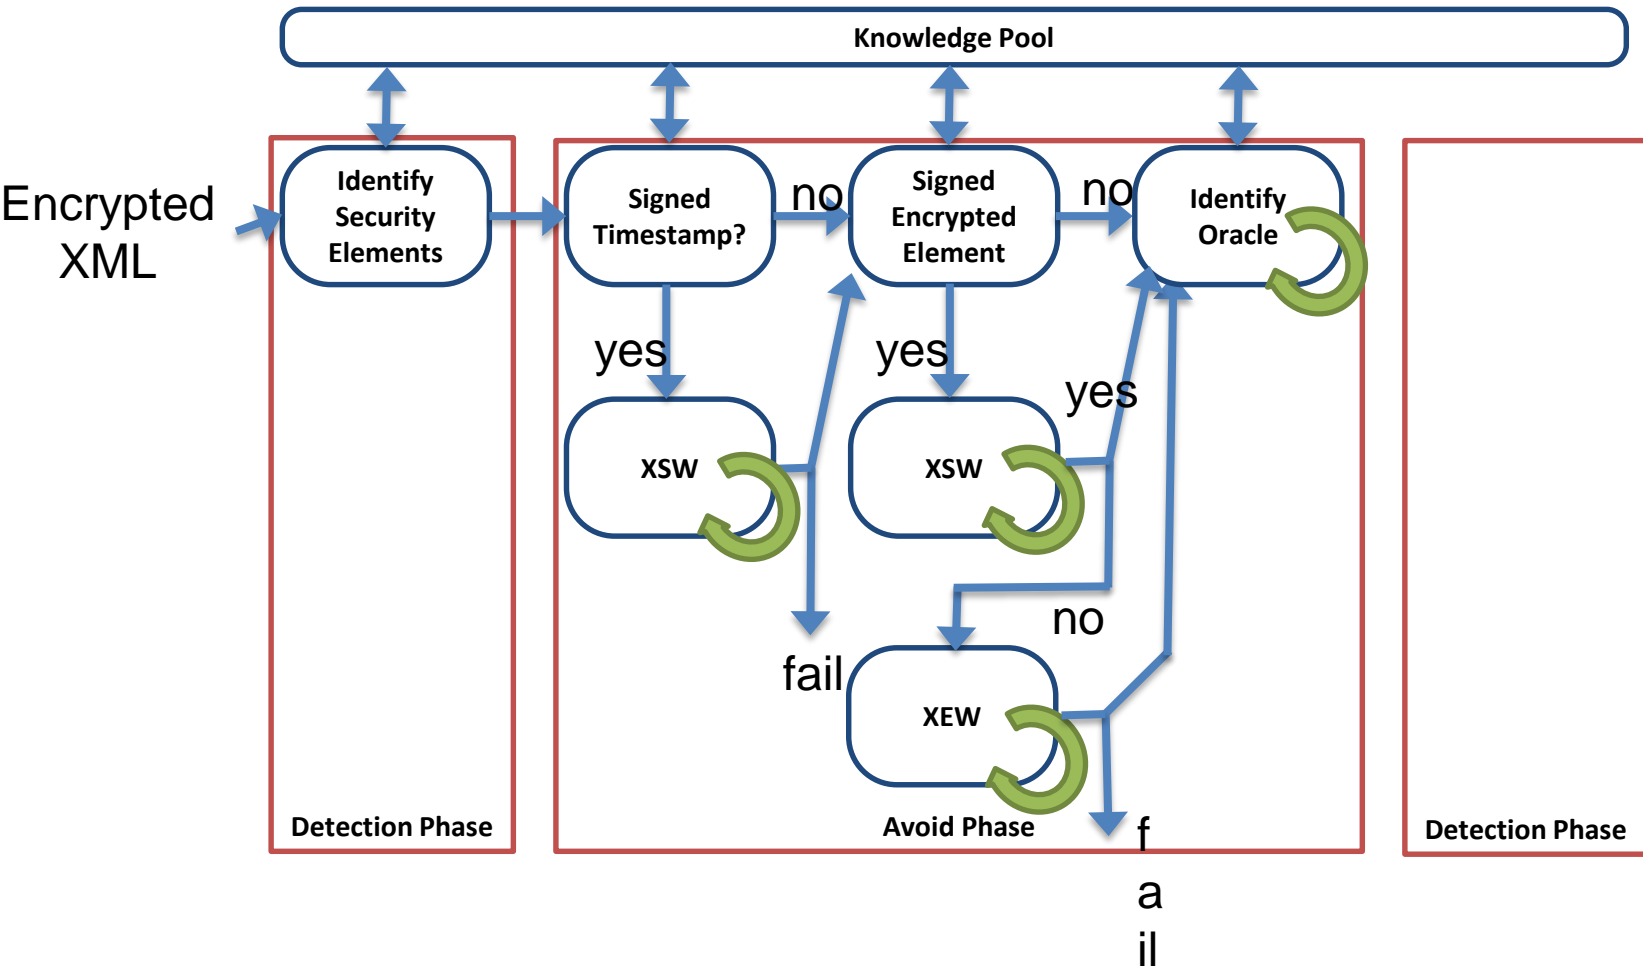 Knowledge Pool
Encrypted
XML
Identify
Security
Elements
Signed
Timestamp?
no
Signed
Encrypted
Element
no
Identify
Oracle
yes
yes
yes
XSW
XSW
no
fail
XEW
Detection Phase
Avoid Phase
f
a
il
Detection Phase